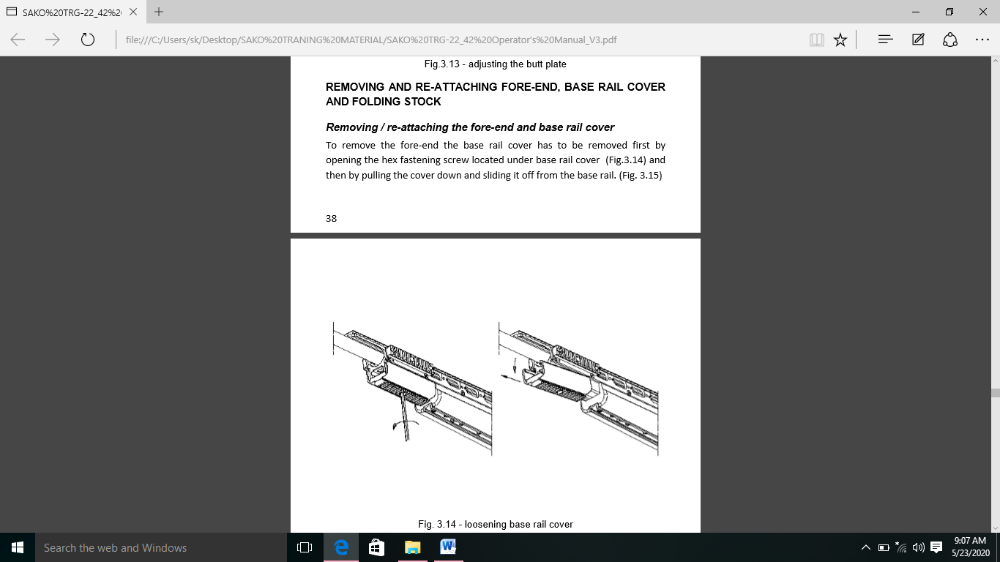 SAKO%20TRG-22_42%20
file:///C:/Users/sk/Desktop/SAKO%20TRANING%20MATERIAL/SAKO%20TRG-22_42%20Operator's%20Manual_V3.pdf
Fig.3.13 - adjusting the butt plate
REMOVING AND RE-ATTACHING FORE-END, BASE RAIL COVER
AND FOLDING STOCK
Removing / re-attaching the fore-end and base rail cover
To remove the fore-end the base rail cover has to be removed first by
opening the hex fastening screw located under base rail cover (Fig.3.14) and
then by pulling the cover down and sliding it off from the base rail. (Fig. 3.15)
38
Fig. 3.14 - loosening base rail cover
Search the web and Windows
9:07 AM
5/23/2020